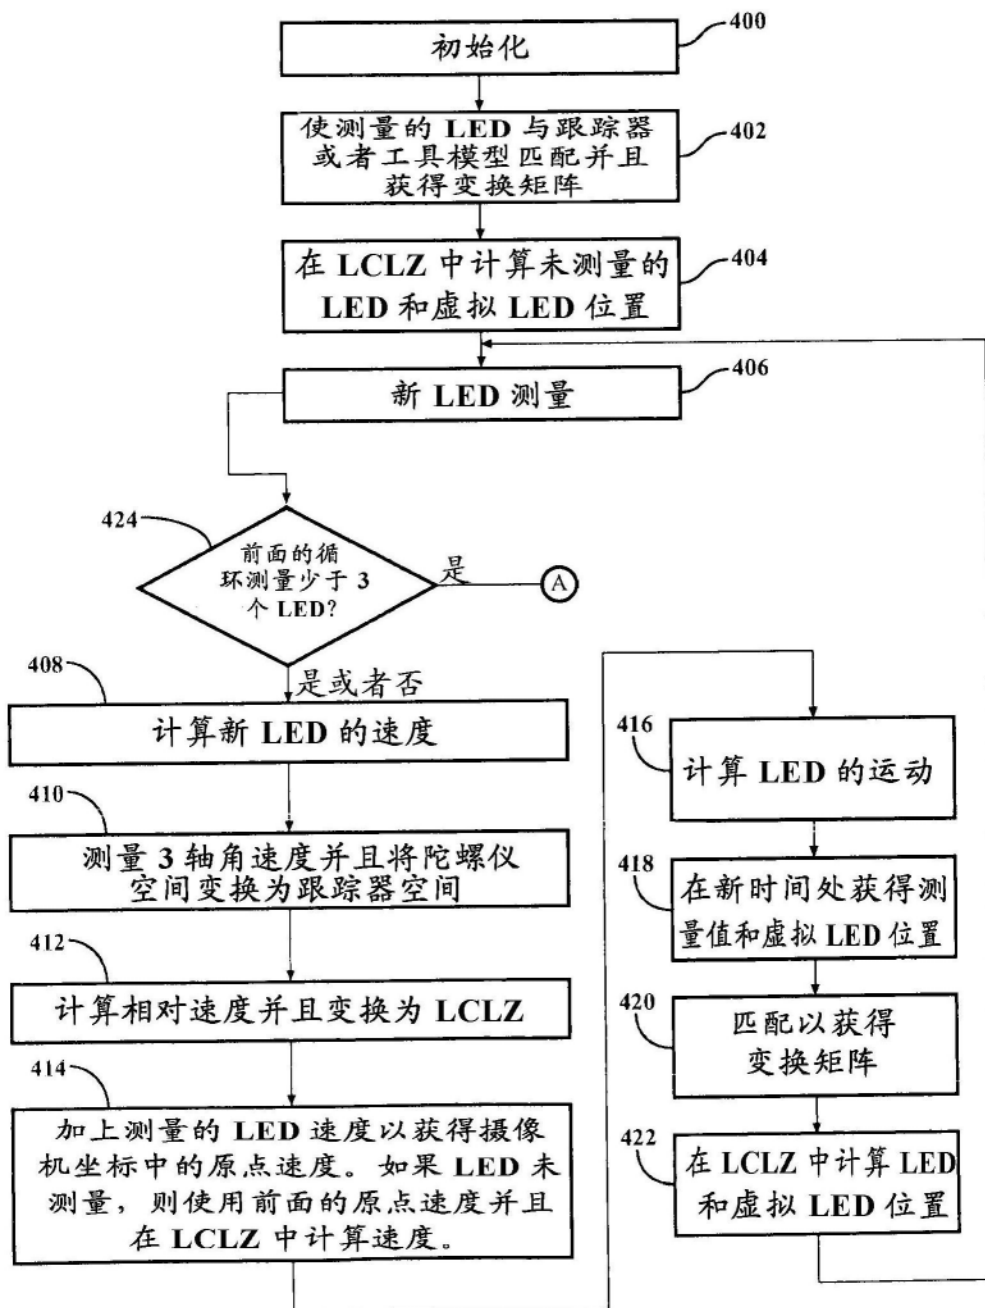 400
初始化
402
使测量的 LED 与跟踪器
或者工具模型匹配并且
获得变换矩阵
404
在 LCLZ 中计算未测量的
LED 和虚拟 LED 位置
406
新 LED 测量
424
前面的循
环测量少于 3
个 LED?
是
A
是或者否
408
计算新 LED 的速度
410
测量 3 轴角速度并且将陀螺仪
空间变换为跟踪器空间
412
计算相对速度并且变换为 LCLZ
414
加上测量的 LED 速度以获得摄像
机坐标中的原点速度。如果 LED 未
测量，则使用前面的原点速度并且
在 LCLZ 中计算速度。
416
计算 LED 的运动
418
在新时间处获得测
量值和虚拟 LED 位置
420
匹配以获得
变换矩阵
422
在 LCLZ 中计算 LED
和虚拟 LED 位置